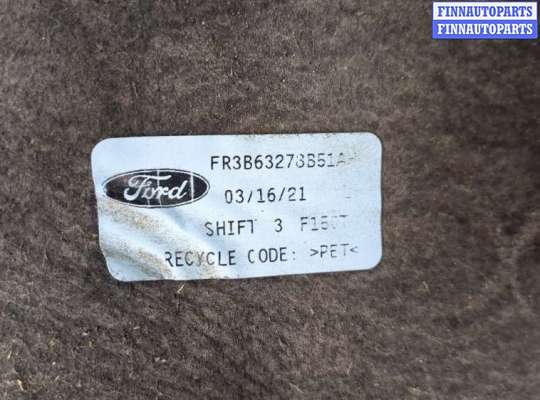 FINNAUTOPARTS
FINNAUTOPARTS
Ford
03/16/21
SHIFT 3
RECYCLE CODE: >PET<